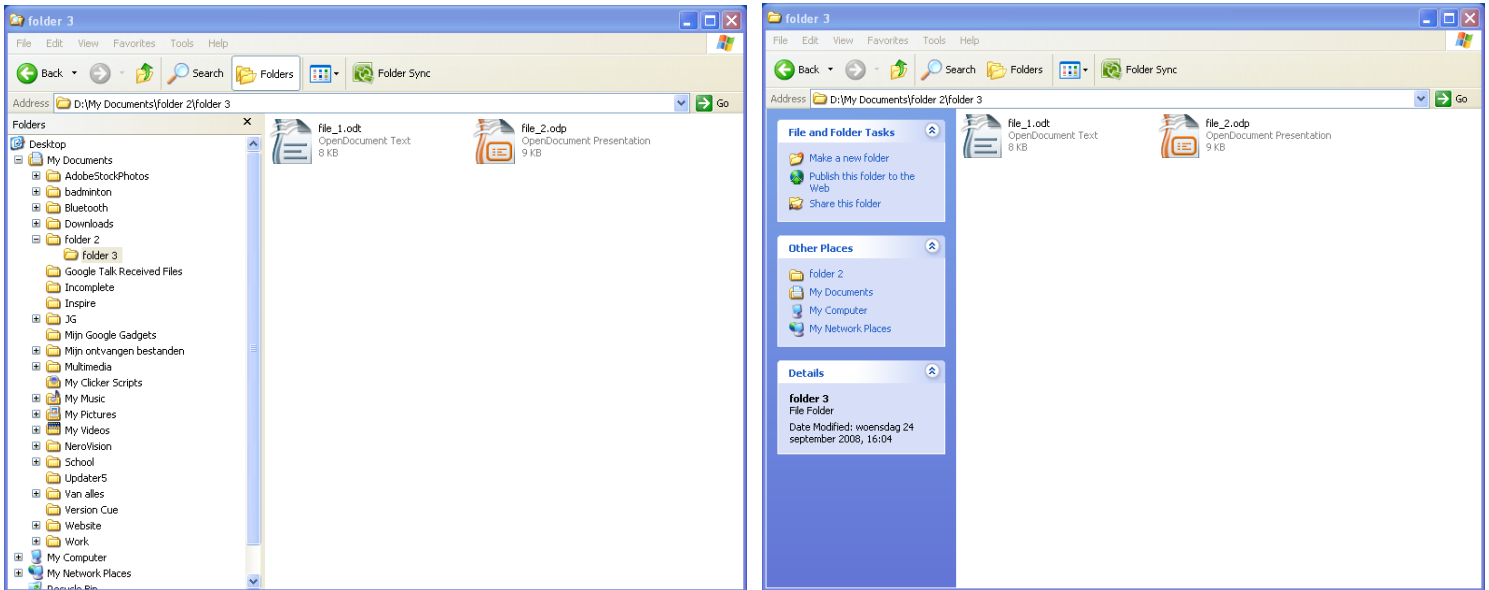 folder 3
File Edit View Favorites Tools Help
Back Search Folders Folder Sync
Address D:\My Documents\folder 2\folder 3 Go
Folders
Desktop
My Documents
AdobeStockPhotos
badminton
Bluetooth
Downloads
folder 2
folder 3
Google Talk Received Files
Incomplete
Inspire
JG
Mijn Google Gadgets
Mijn ontvangen bestanden
Multimedia
My Clicker Scripts
My Music
My Pictures
My Videos
NeroVision
School
Updater5
Van alles
Version Cue
Website
Work
My Computer
My Network Places
Recycle Bin
file_1.odt
OpenDocument Text
8 KB
file_2.odp
OpenDocument Presentation
9 KB
folder 3
File Edit View Favorites Tools Help
Back Search Folders Folder Sync
Address D:\My Documents\folder 2\folder 3 Go
File and Folder Tasks
Make a new folder
Publish this folder to the
Web
Share this folder
Other Places
folder 2
My Documents
My Computer
My Network Places
Details
folder 3
File Folder
Date Modified: woensdag 24
september 2008, 16:04
file_1.odt
OpenDocument Text
8 KB
file_2.odp
OpenDocument Presentation
9 KB